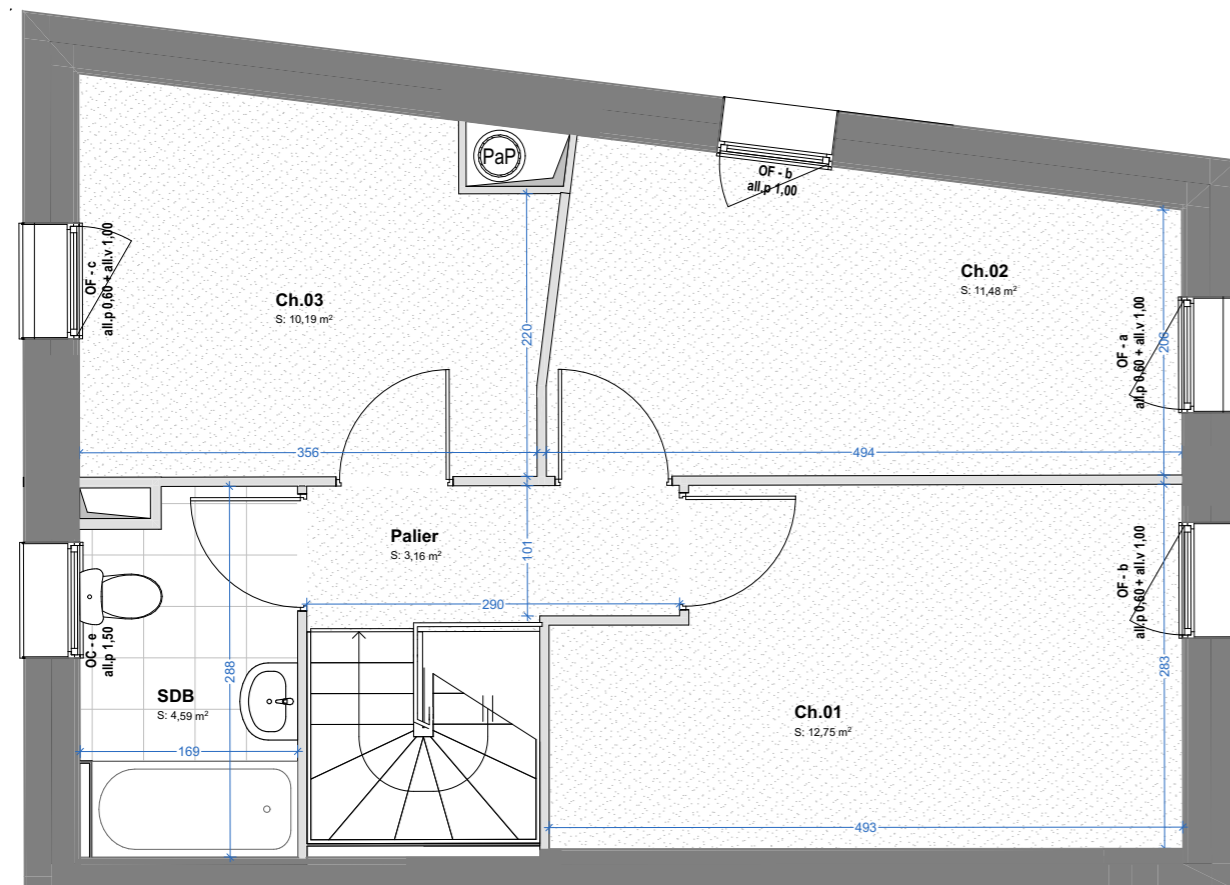 PaP
OF - b
all.p 1,00
OF - c
all.p 0,60 + all.v 1,00
Ch.03
S: 10,19 m²
Ch.02
S: 11,48 m²
220
206
OF - a
all.p 0,60 + all.v 1,00
356
494
Palier
S: 3,16 m²
101
290
OC - e
all.p 1,50
OF - b
all.p 0,60 + all.v 1,00
288
283
SDB
S: 4,59 m²
Ch.01
S: 12,75 m²
169
493